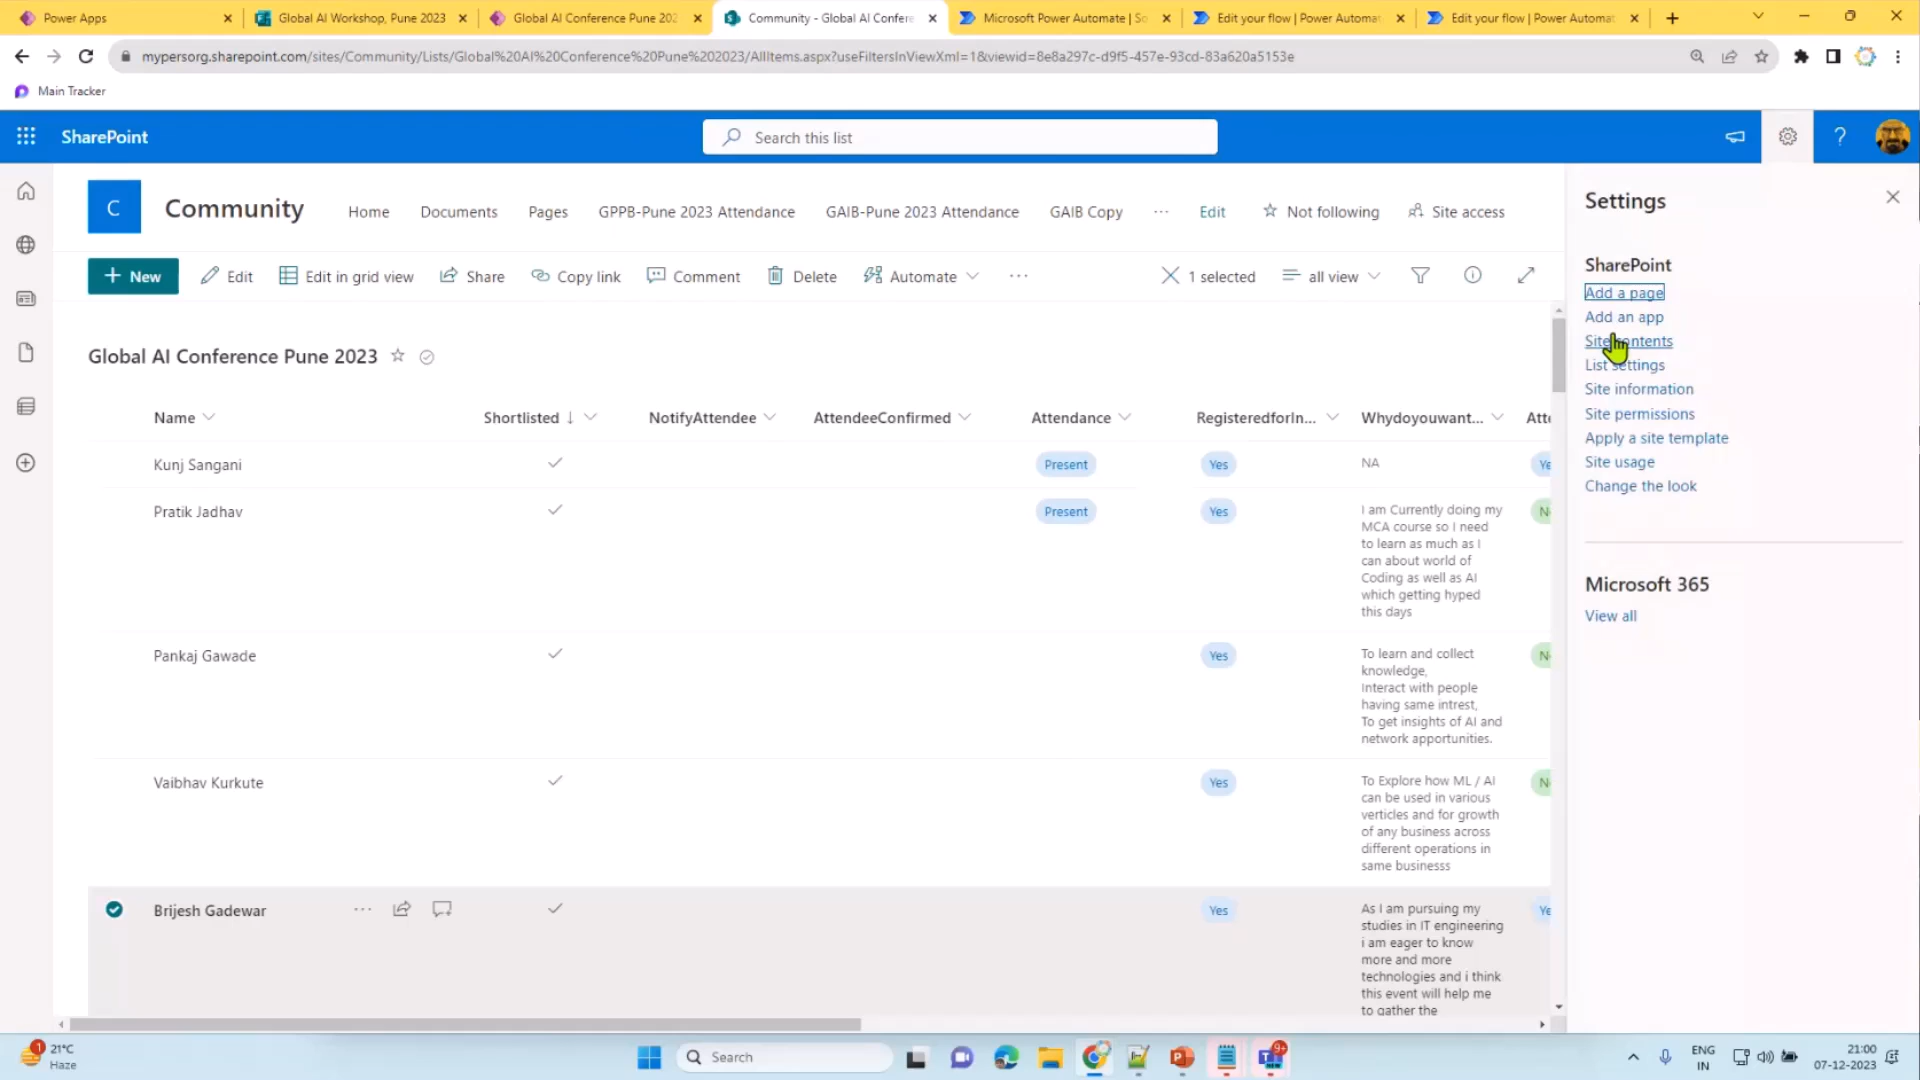 Power Apps
Global AI Workshop, Pune 2023
Global AI Conference Pune 202
Community - Global AI Confere
Microsoft Power Automate | So
Edit your flow | Power Automat
Edit your flow | Power Automat
mypersorg.sharepoint.com/sites/Community/Lists/Global%20AI%20Conference%20Pune%202023/AllItems.aspx?useFiltersInViewXml=1&viewid=8e8a297c-d9f5-457e-93cd-83a620a5153e
Main Tracker
SharePoint
Search this list
?
C
Community
Home
Documents
Pages
GPPB-Pune 2023 Attendance
GAIB-Pune 2023 Attendance
GAIB Copy
Edit
Not following
Site access
New
Edit
Edit in grid view
Share
Copy link
Comment
Delete
Automate
1 selected
all view
Global AI Conference Pune 2023
Name
Shortlisted
NotifyAttendee
AttendeeConfirmed
Attendance
RegisteredforIn...
Whydoyouwant...
Atte
Kunj Sangani
Present
Yes
NA
Ye
Pratik Jadhav
Present
Yes
I am Currently doing my
MCA course so I need
to learn as much as I
can about world of
Coding as well as AI
which getting hyped
this days
N
Pankaj Gawade
Yes
To learn and collect
knowledge,
Interact with people
having same intrest,
To get insights of AI and
network apportunities.
N
Vaibhav Kurkute
Yes
To Explore how ML / AI
can be used in various
verticles and for growth
of any business across
different operations in
same businesss
N
Brijesh Gadewar
Yes
As I am pursuing my
studies in IT engineering
i am eager to know
more and more
technologies and i think
this event will help me
to gather the
Ye
Settings
SharePoint
Add a page
Add an app
Site contents
List settings
Site information
Site permissions
Apply a site template
Site usage
Change the look
Microsoft 365
View all
1
21°C
Haze
Search
9+
NEW
ENG
IN
21:00
07-12-2023